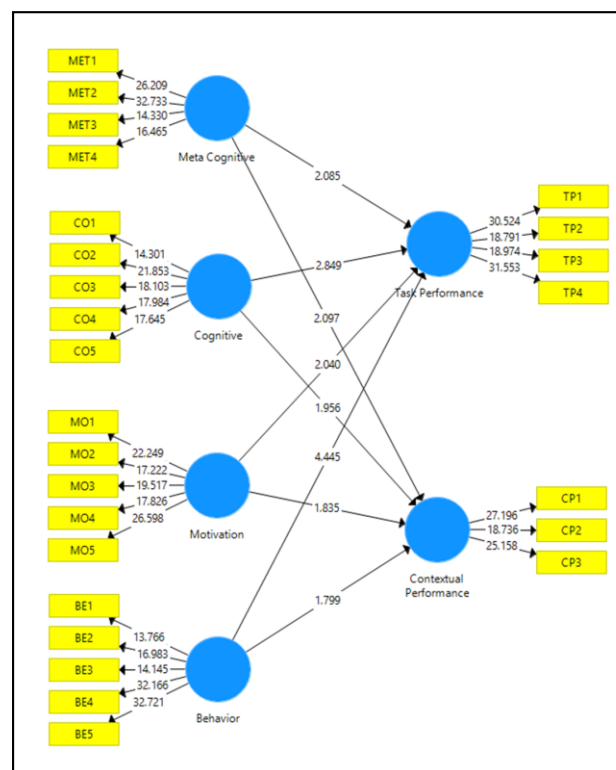 MET1
26.209
MET2
32.733
MET3
14.330
MET4
16.465
Meta Cognitive
2.085
CO1
14.301
CO2
21.853
CO3
18.103
CO4
17.984
CO5
17.645
Cognitive
2.849
2.097
2.040
1.956
4.445
TP1
30.524
TP2
18.791
TP3
18.974
TP4
31.553
Task Performance
MO1
22.249
MO2
17.222
MO3
19.517
MO4
17.826
MO5
26.598
Motivation
1.835
CP1
27.196
CP2
18.736
CP3
25.158
Contextual
Performance
1.799
BE1
13.766
BE2
16.983
BE3
14.145
BE4
32.166
BE5
32.721
Behavior